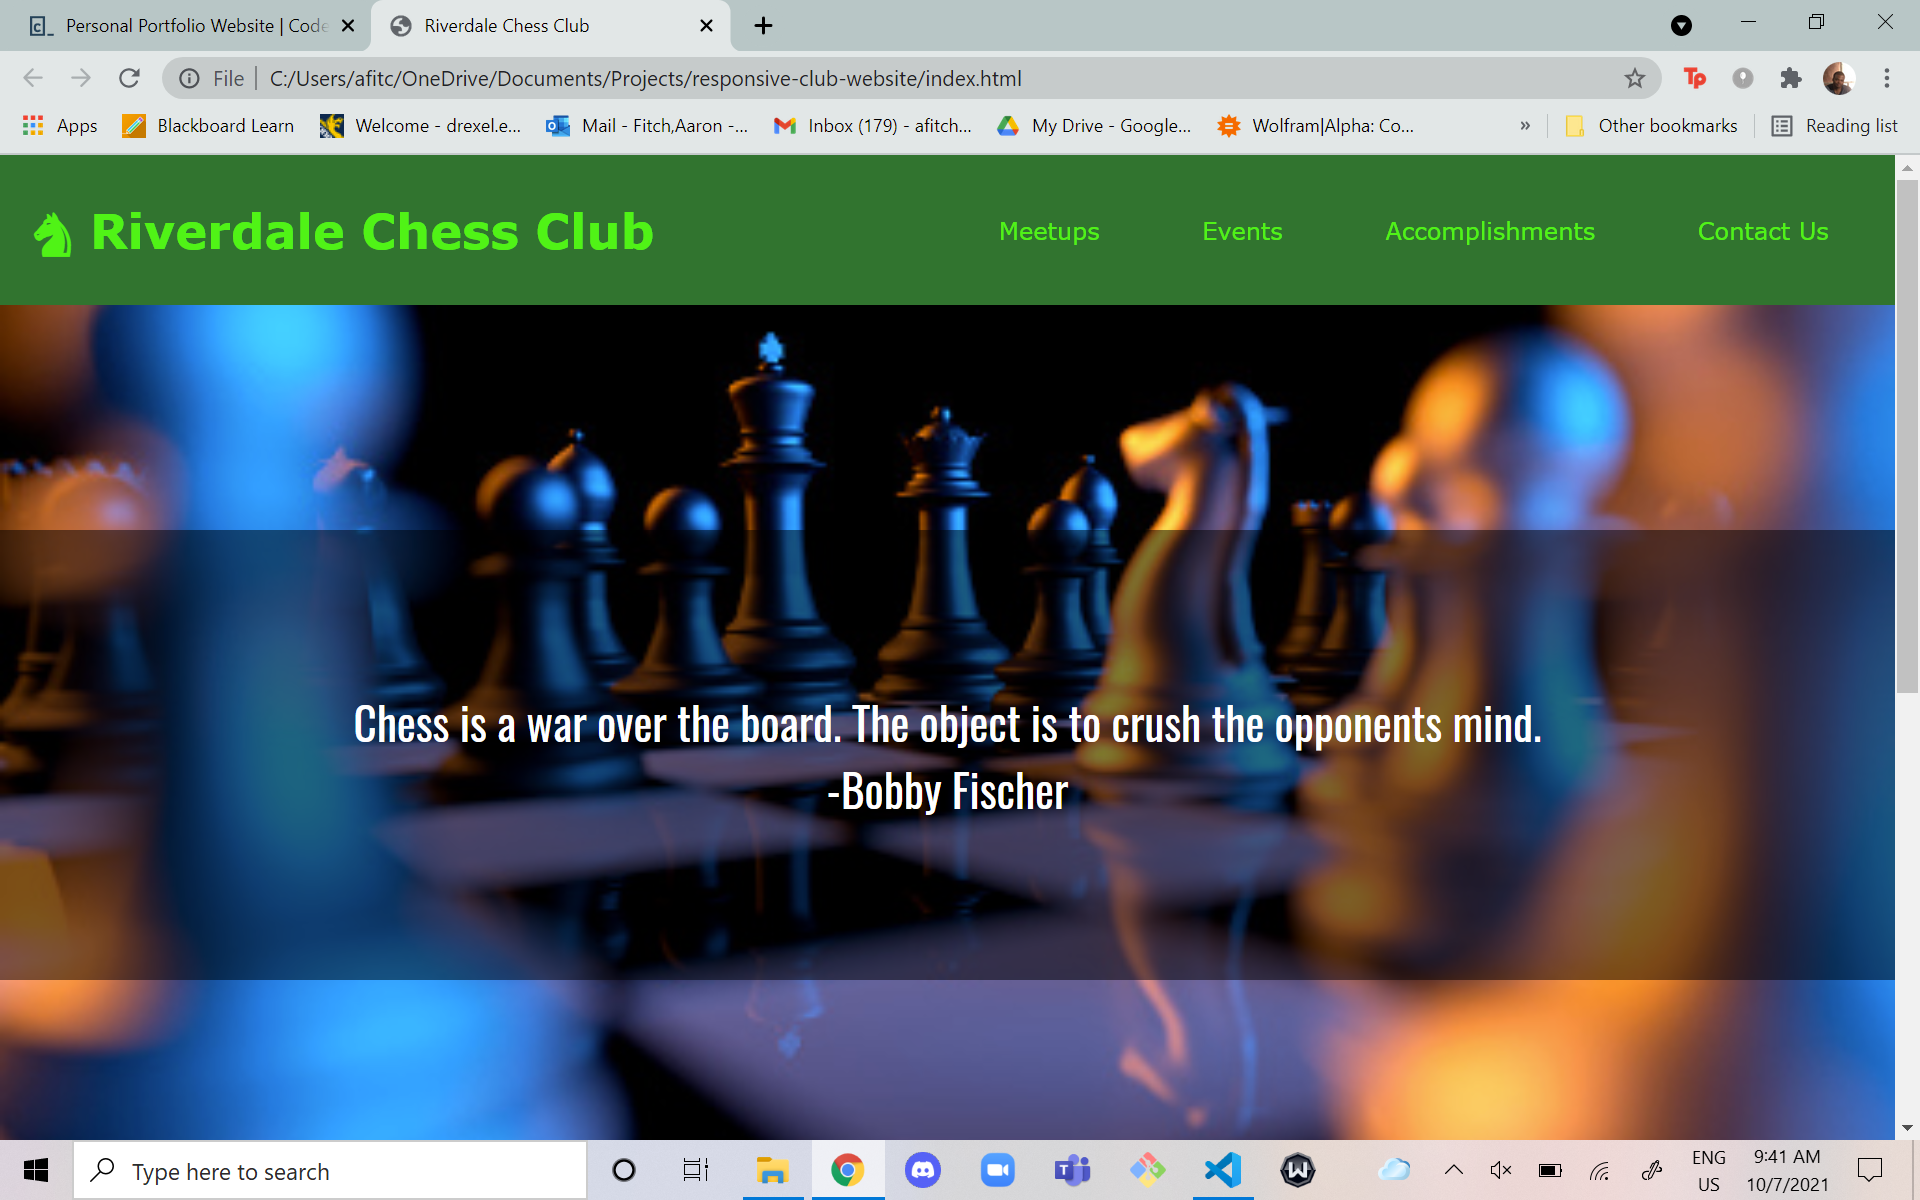 Personal Portfolio Website | Code
Riverdale Chess Club
File
C:/Users/afitc/OneDrive/Documents/Projects/responsive-club-website/index.html
Apps
Blackboard Learn
Welcome - drexel.e...
Mail - Fitch,Aaron -...
Inbox (179) - afitch...
My Drive - Google...
Wolfram|Alpha: Co...
»
Other bookmarks
Reading list
Riverdale Chess Club
Meetups
Events
Accomplishments
Contact Us
Chess is a war over the board. The object is to crush the opponents mind.
-Bobby Fischer
Type here to search
ENG
US
9:41 AM
10/7/2021